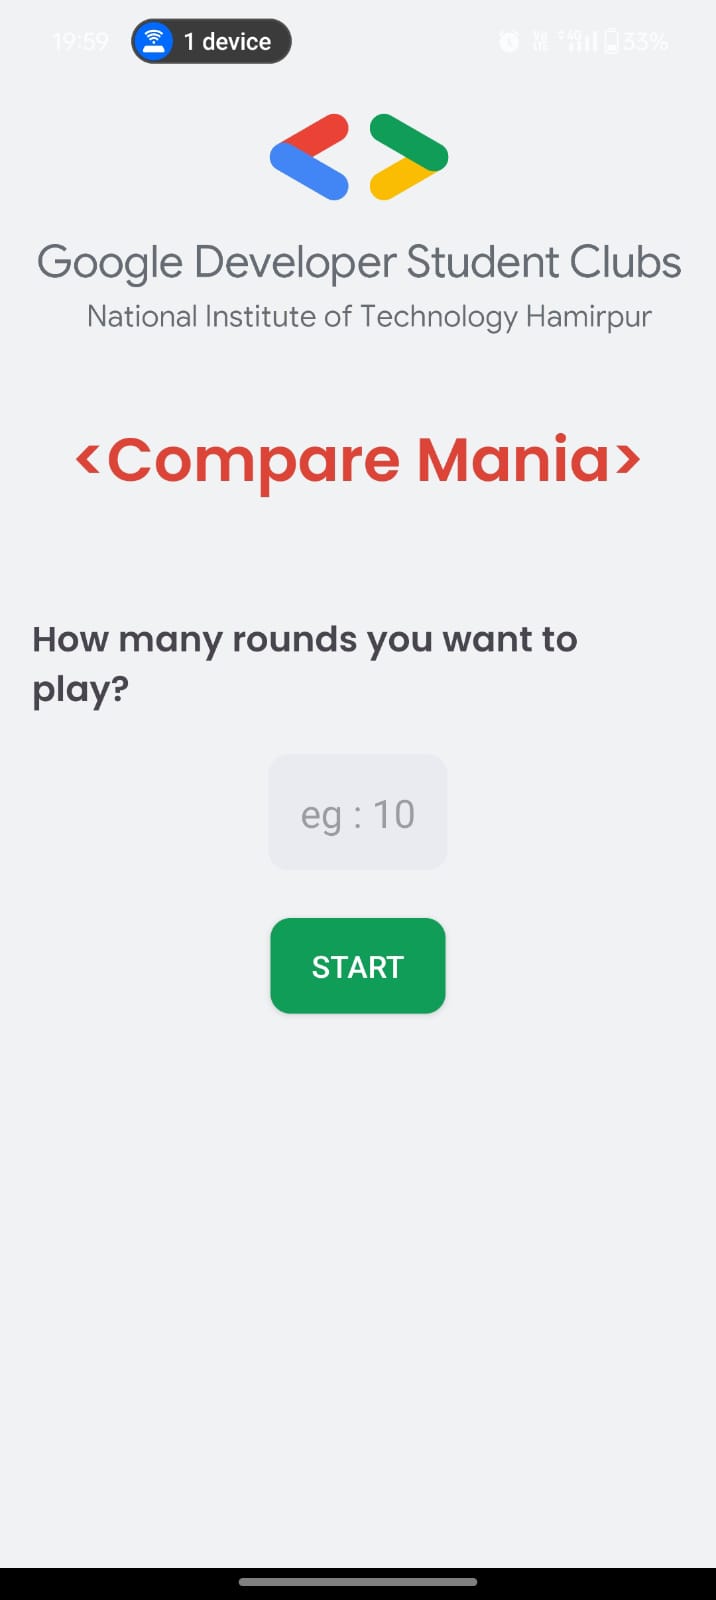 19:59 1 device 33%
Google Developer Student Clubs
National Institute of Technology Hamirpur
<Compare Mania>
How many rounds you want to
play?
eg : 10
START